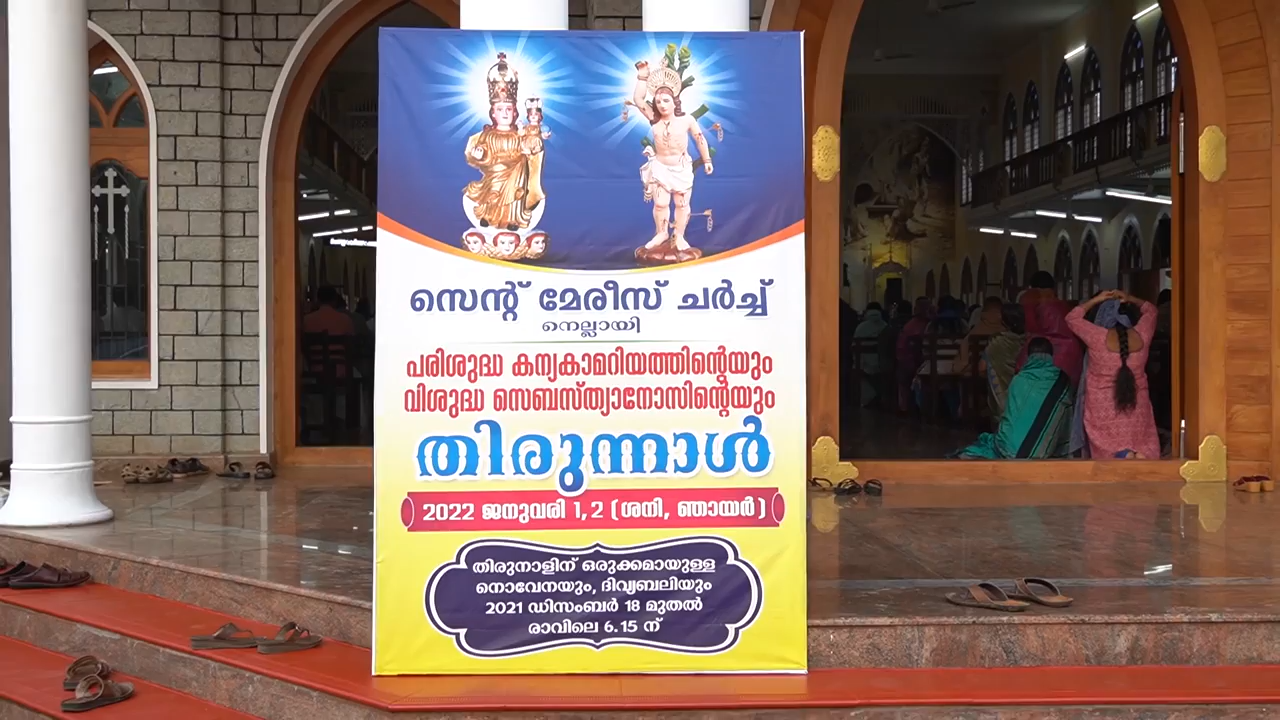 സെന്റ് മേരീസ് ചർച്ച്
നെല്ലായി
പരിശുദ്ധ കന്യകാമറിയത്തിന്റെയും
വിശുദ്ധ സെബസ്ത്യാനോസിന്റെയും
തിരുന്നാൾ
2022 ജനുവരി 1, 2 (ശനി, ഞായർ)
തിരുനാളിന് ഒരുക്കമായുള്ള
നൊവേനയും, ദിവ്യബലിയും
2021 ഡിസംബർ 18 മുതൽ
രാവിലെ 6.15 ന്